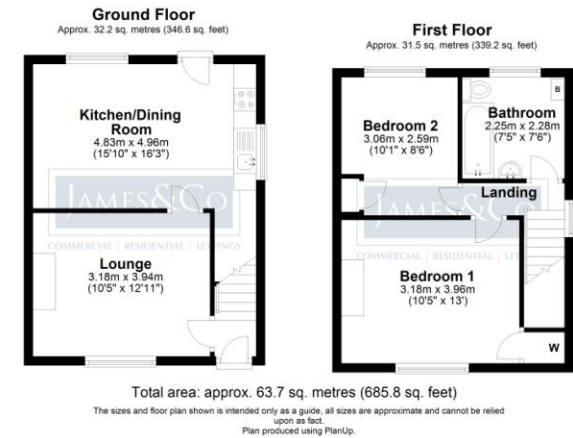 Ground Floor
Approx. 32.2 sq. metres (346.6 sq. feet)
Kitchen/Dining
Room
4.83m x 4.96m
(15'10" x 16'3")
JAMES&CO
COMMERCIAL | RESIDENTIAL | LETTINGS
Lounge
3.18m x 3.94m
(10'5" x 12'11")
First Floor
Approx. 31.5 sq. metres (339.2 sq. feet)
B
Bedroom 2
3.06m x 2.59m
(10'1" x 8'6")
Bathroom
2.25m x 2.28m
(7'5" x 7'6")
Landing
JAMES&CO
COMMERCIAL | RESIDENTIAL | LET
Bedroom 1
3.18m x 3.96m
(10'5" x 13')
W
Total area: approx. 63.7 sq. metres (685.8 sq. feet)
The sizes and floor plan shown is intended only as a guide, all sizes are approximate and cannot be relied
upon as fact.
Plan produced using PlanUp.